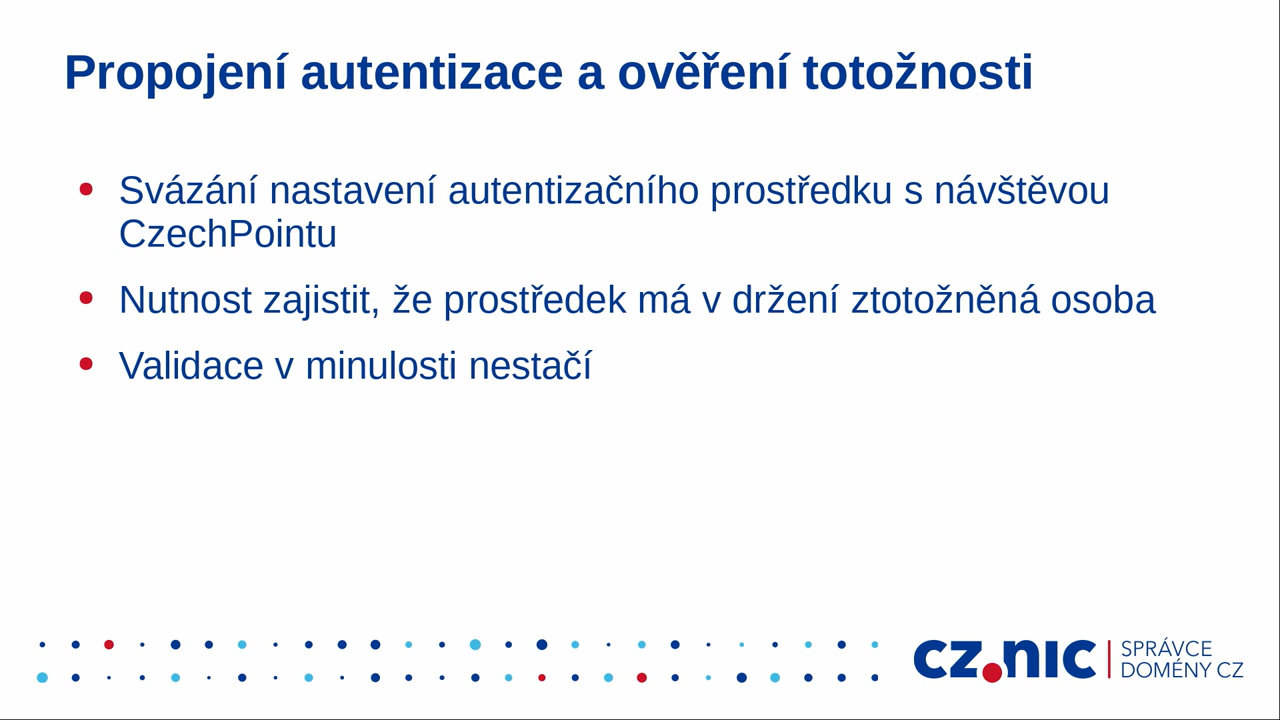 Propojení autentizace a ověření totožnosti
Svázání nastavení autentizačního prostředku s návštěvou
CzechPointu
Nutnost zajistit, že prostředek má v držení ztotožněná osoba
Validace v minulosti nestačí
CZ.NIC
SPRÁVCE
DOMÉNY CZ